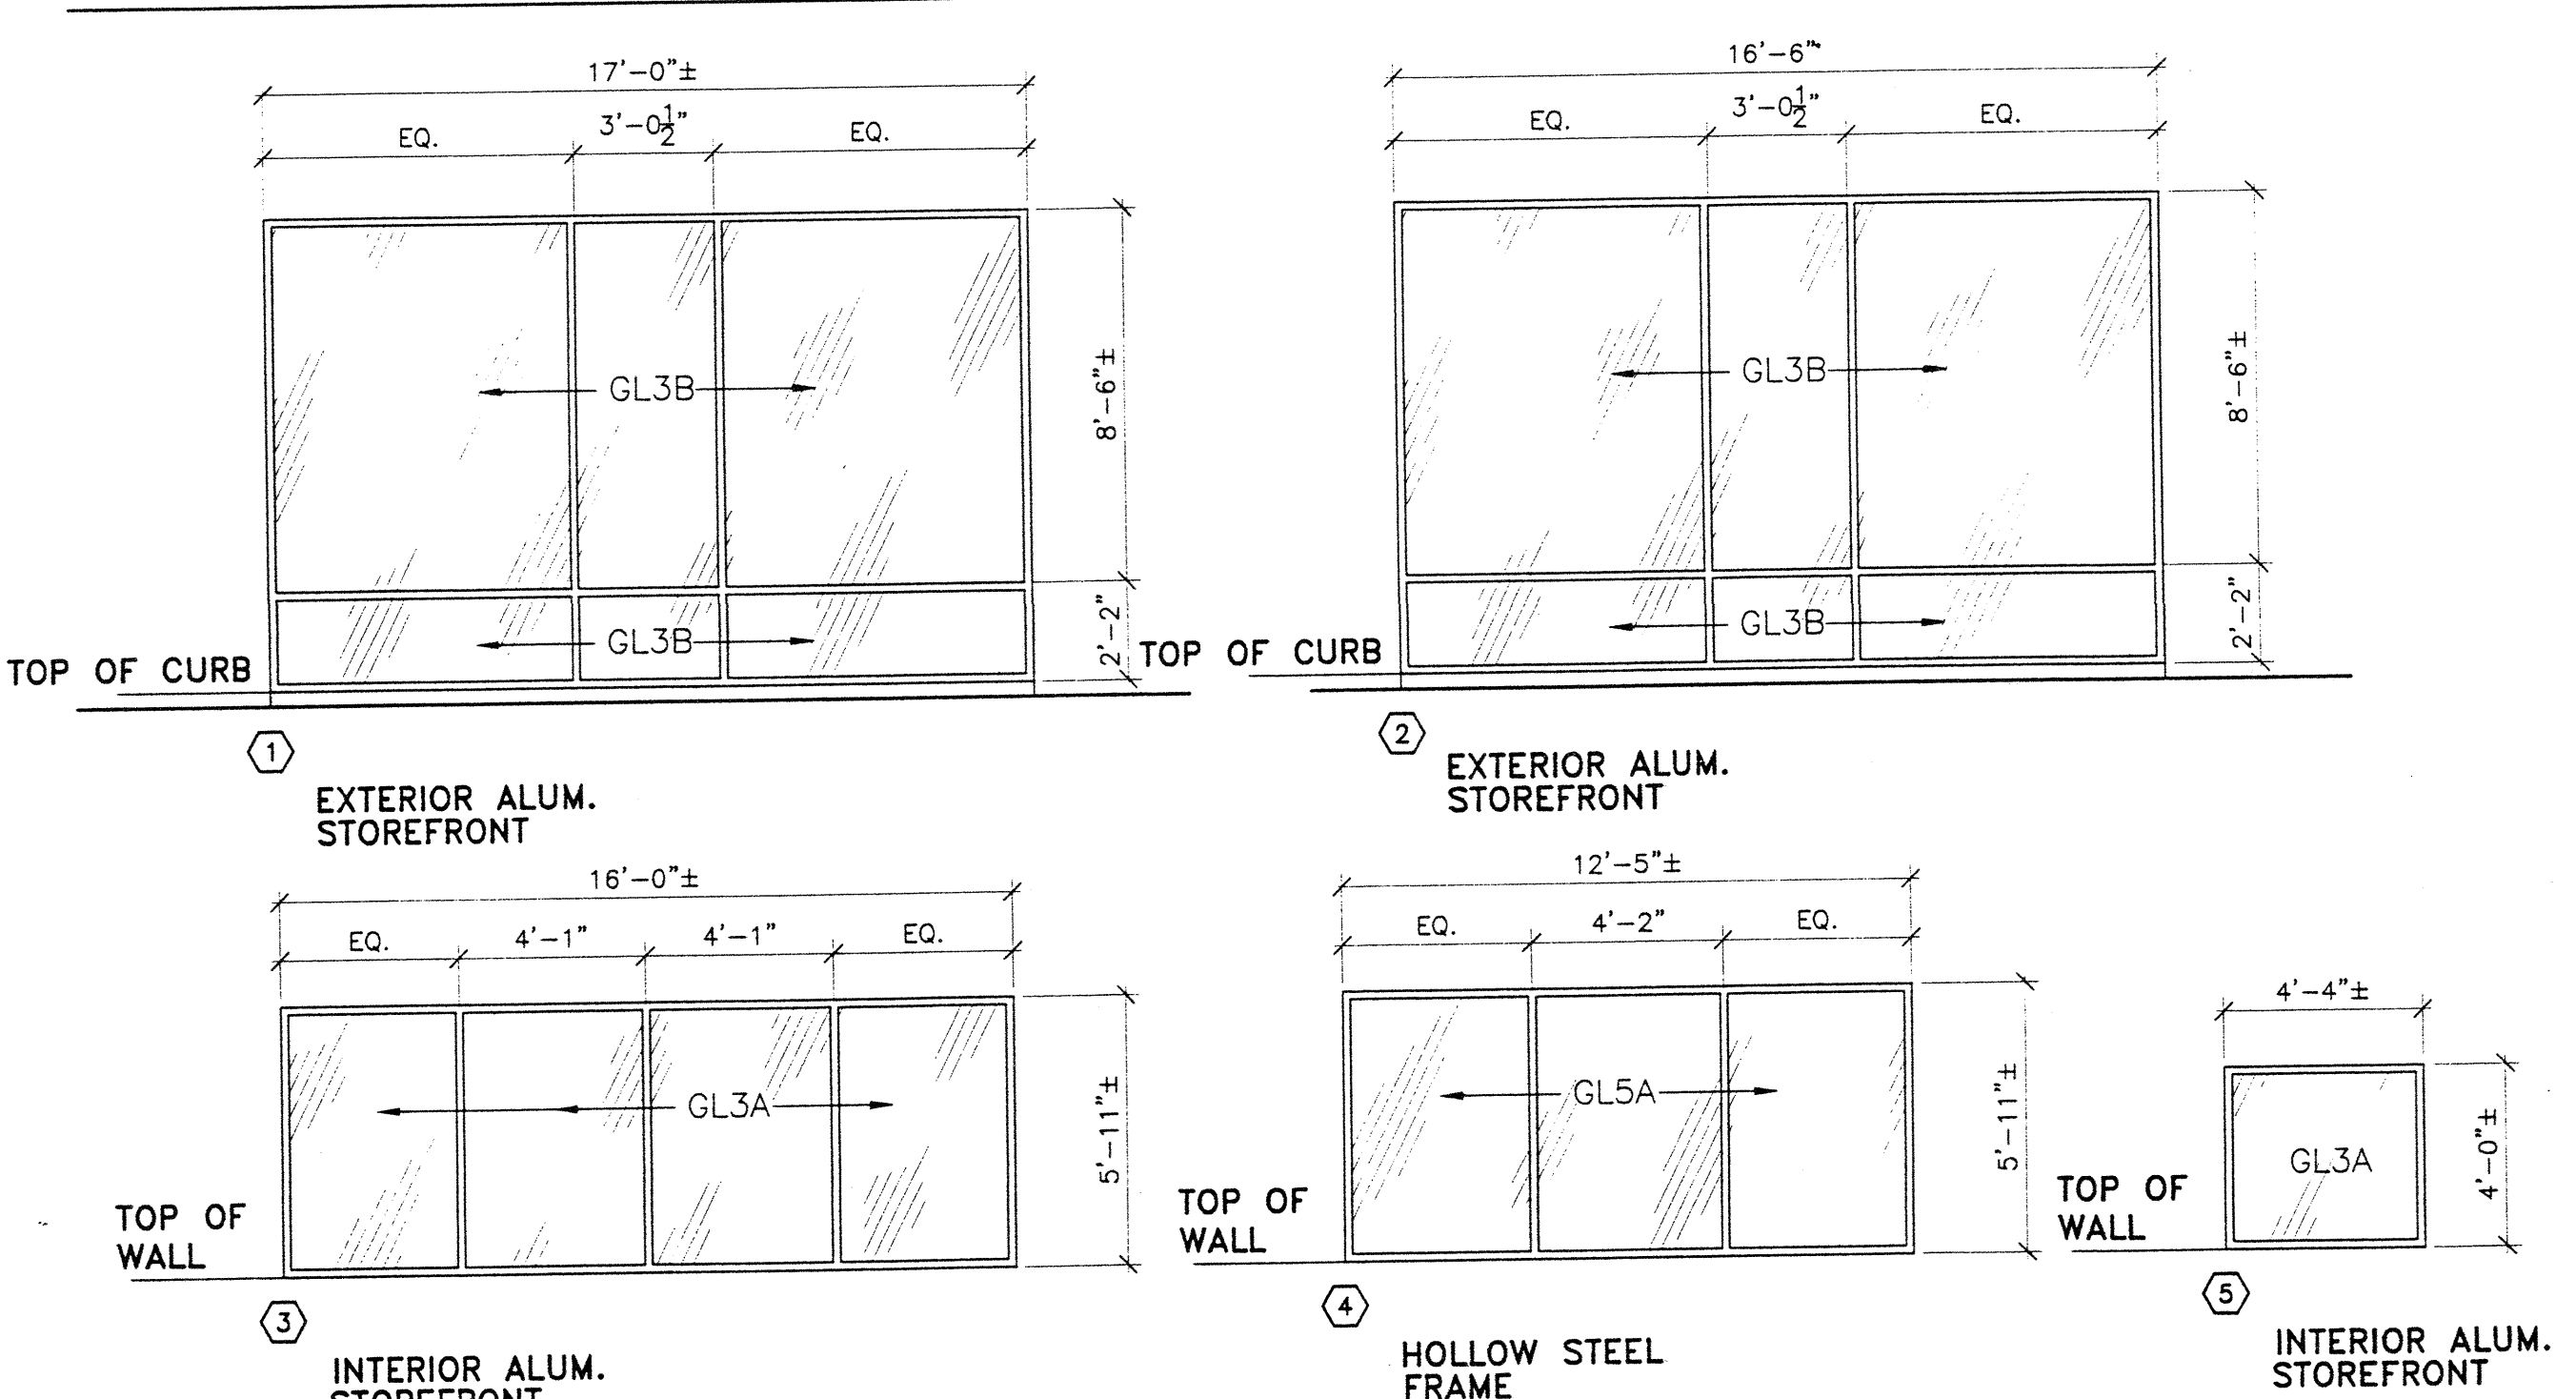 17'-0"±
EQ.
3'-0½"
EQ.
GL3B
8'-6"±
GL3B
2'-2"
TOP OF CURB
1
EXTERIOR ALUM.
STOREFRONT
16'-6"
EQ.
3'-0½"
EQ.
GL3B
8'-6"±
GL3B
2'-2"
TOP OF CURB
2
EXTERIOR ALUM.
STOREFRONT
16'-0"±
EQ.
4'-1"
4'-1"
EQ.
GL3A
5'-11"±
TOP OF
WALL
3
INTERIOR ALUM.
STOREFRONT
12'-5"±
EQ.
4'-2"
EQ.
GL5A
5'-11"±
TOP OF
WALL
4
HOLLOW STEEL
FRAME
4'-4"±
GL3A
4'-0"±
TOP OF
WALL
5
INTERIOR ALUM.
STOREFRONT